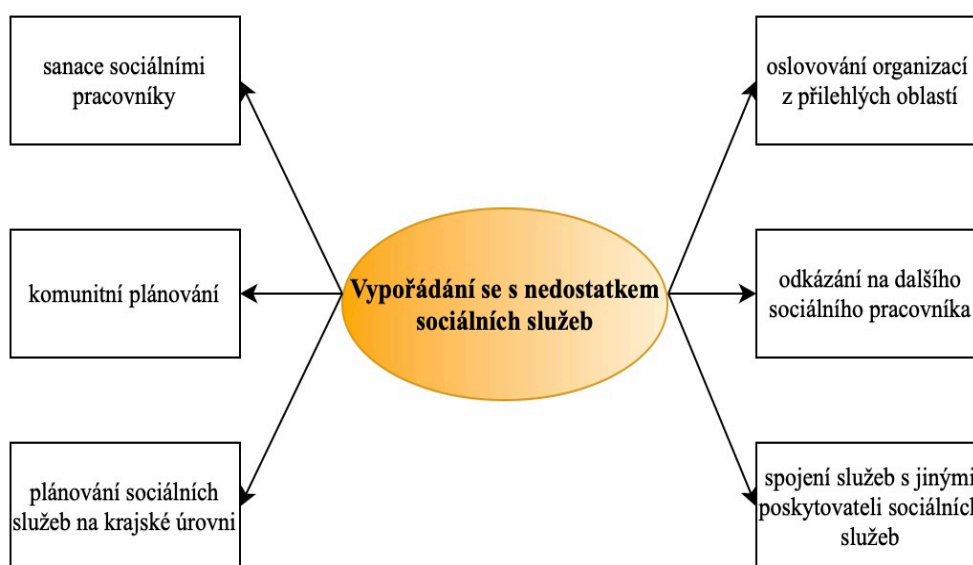 sanace sociálními
pracovníky
komunitní plánování
plánování sociálních
služeb na krajské úrovni
Vypořádání se s nedostatkem
sociálních služeb
oslovování organizací
z přilehlých oblastí
odkázání na dalšího
sociálního pracovníka
spojení služeb s jinými
poskytovateli sociálních
služeb